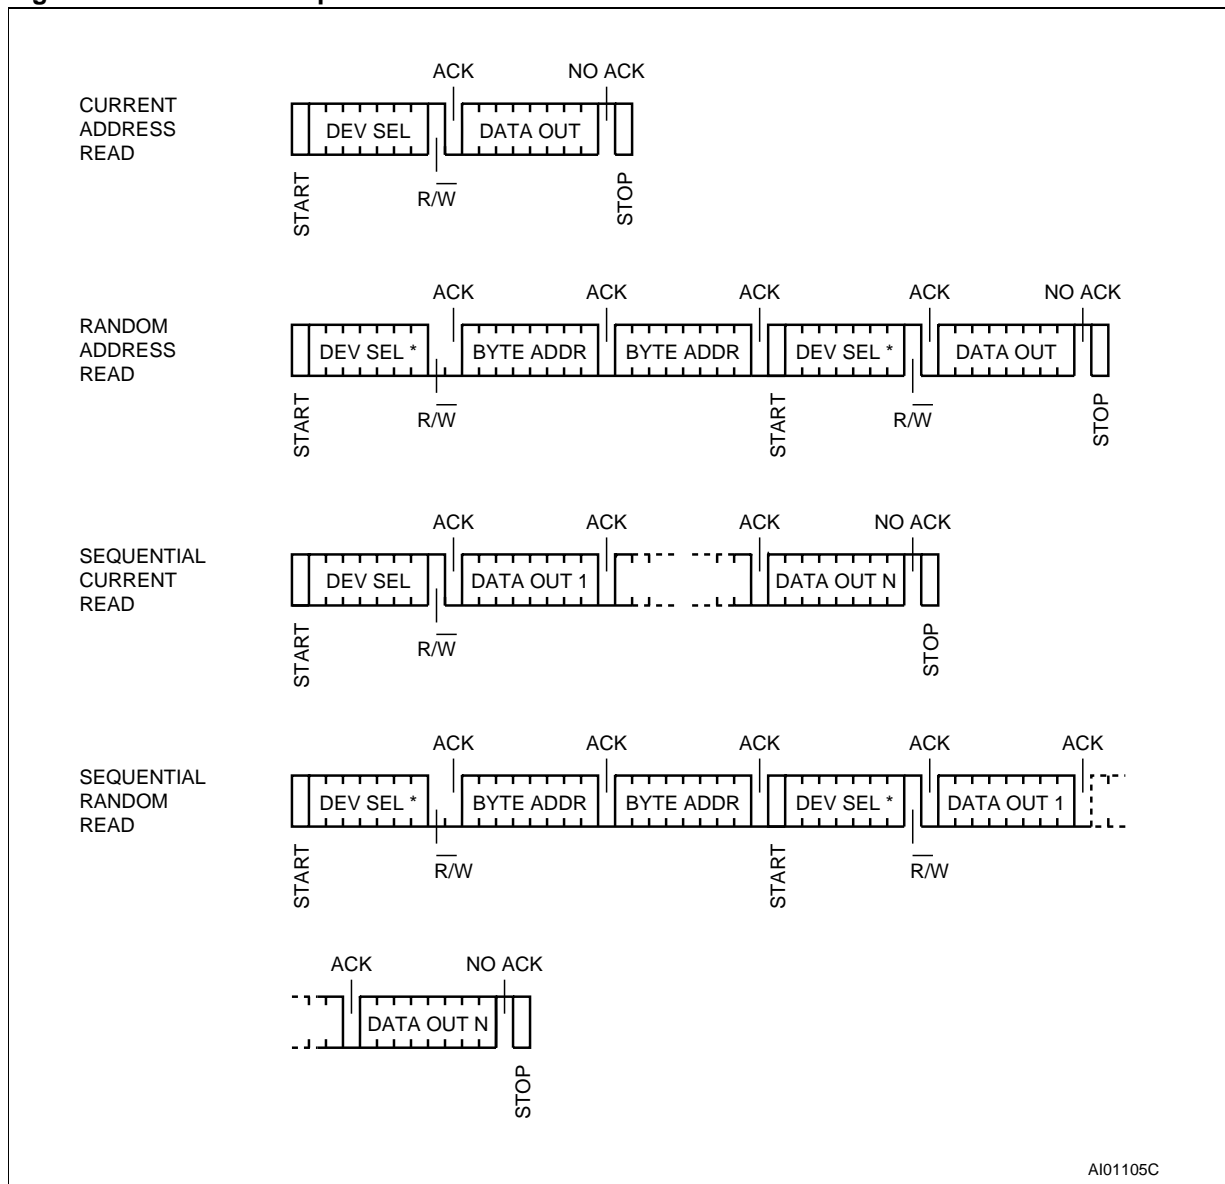 ACK NO ACK
CURRENT
ADDRESS
READ
DEV SEL DATA OUT
START R/W̅ STOP
ACK ACK ACK ACK NO ACK
RANDOM
ADDRESS
READ
DEV SEL * BYTE ADDR BYTE ADDR DEV SEL * DATA OUT
START R/W̅ START R/W̅ STOP
ACK ACK ACK NO ACK
SEQUENTIAL
CURRENT
READ
DEV SEL DATA OUT 1 DATA OUT N
START R/W̅ STOP
ACK ACK ACK ACK ACK
SEQUENTIAL
RANDOM
READ
DEV SEL * BYTE ADDR BYTE ADDR DEV SEL * DATA OUT 1
START R̅/W START R̅/W
ACK NO ACK
DATA OUT N
STOP
AI01105C